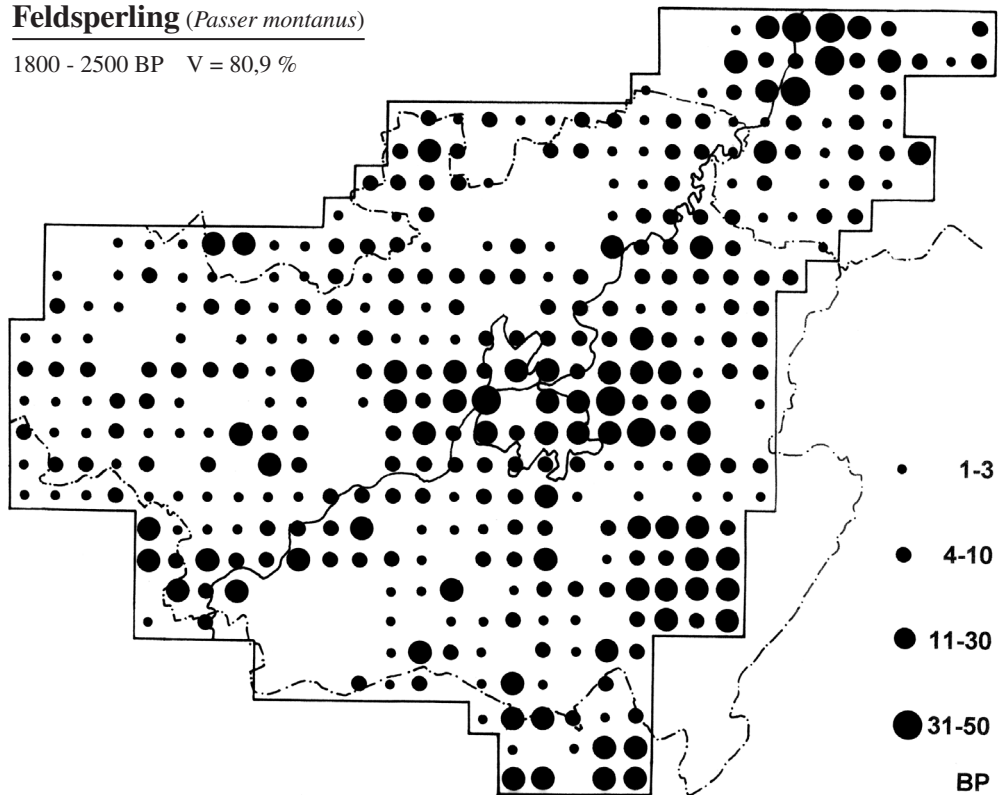 Feldsperling (Passer montanus)
1800 - 2500 BP V = 80,9 %
1-3
4-10
11-30
31-50
BP